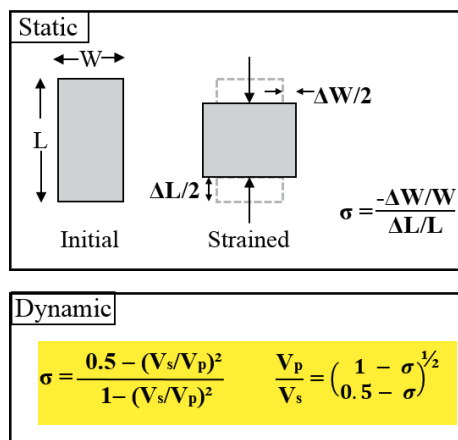 Static
W
L
ΔW/2
ΔL/2
σ = -ΔW/W / ΔL/L
Initial
Strained
Dynamic
σ = 0.5 – (Vs/Vp)² / 1– (Vs/Vp)²
Vp/Vs = (1 – σ / 0.5 – σ)^½